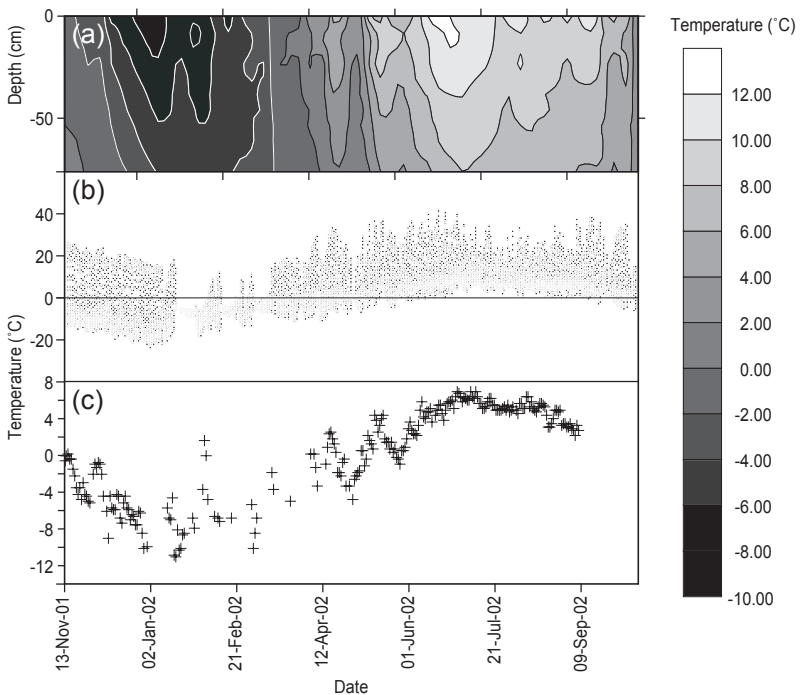 Temperature (˚C)
(a)
Depth (cm)
0
-50
(b)
40
20
0
-20
Temperature (˚C)
(c)
8
4
0
-4
-8
-12
13-Nov-01
02-Jan-02
21-Feb-02
12-Apr-02
01-Jun-02
21-Jul-02
09-Sep-02
Date
12.00
10.00
8.00
6.00
4.00
2.00
0.00
-2.00
-4.00
-6.00
-8.00
-10.00